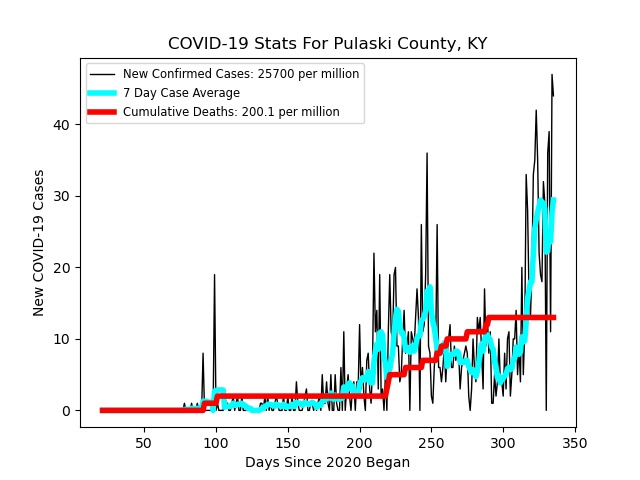 COVID-19 Stats For Pulaski County, KY
New Confirmed Cases: 25700 per million
7 Day Case Average
Cumulative Deaths: 200.1 per million
New COVID-19 Cases
40
30
20
10
0
50 100 150 200 250 300 350
Days Since 2020 Began